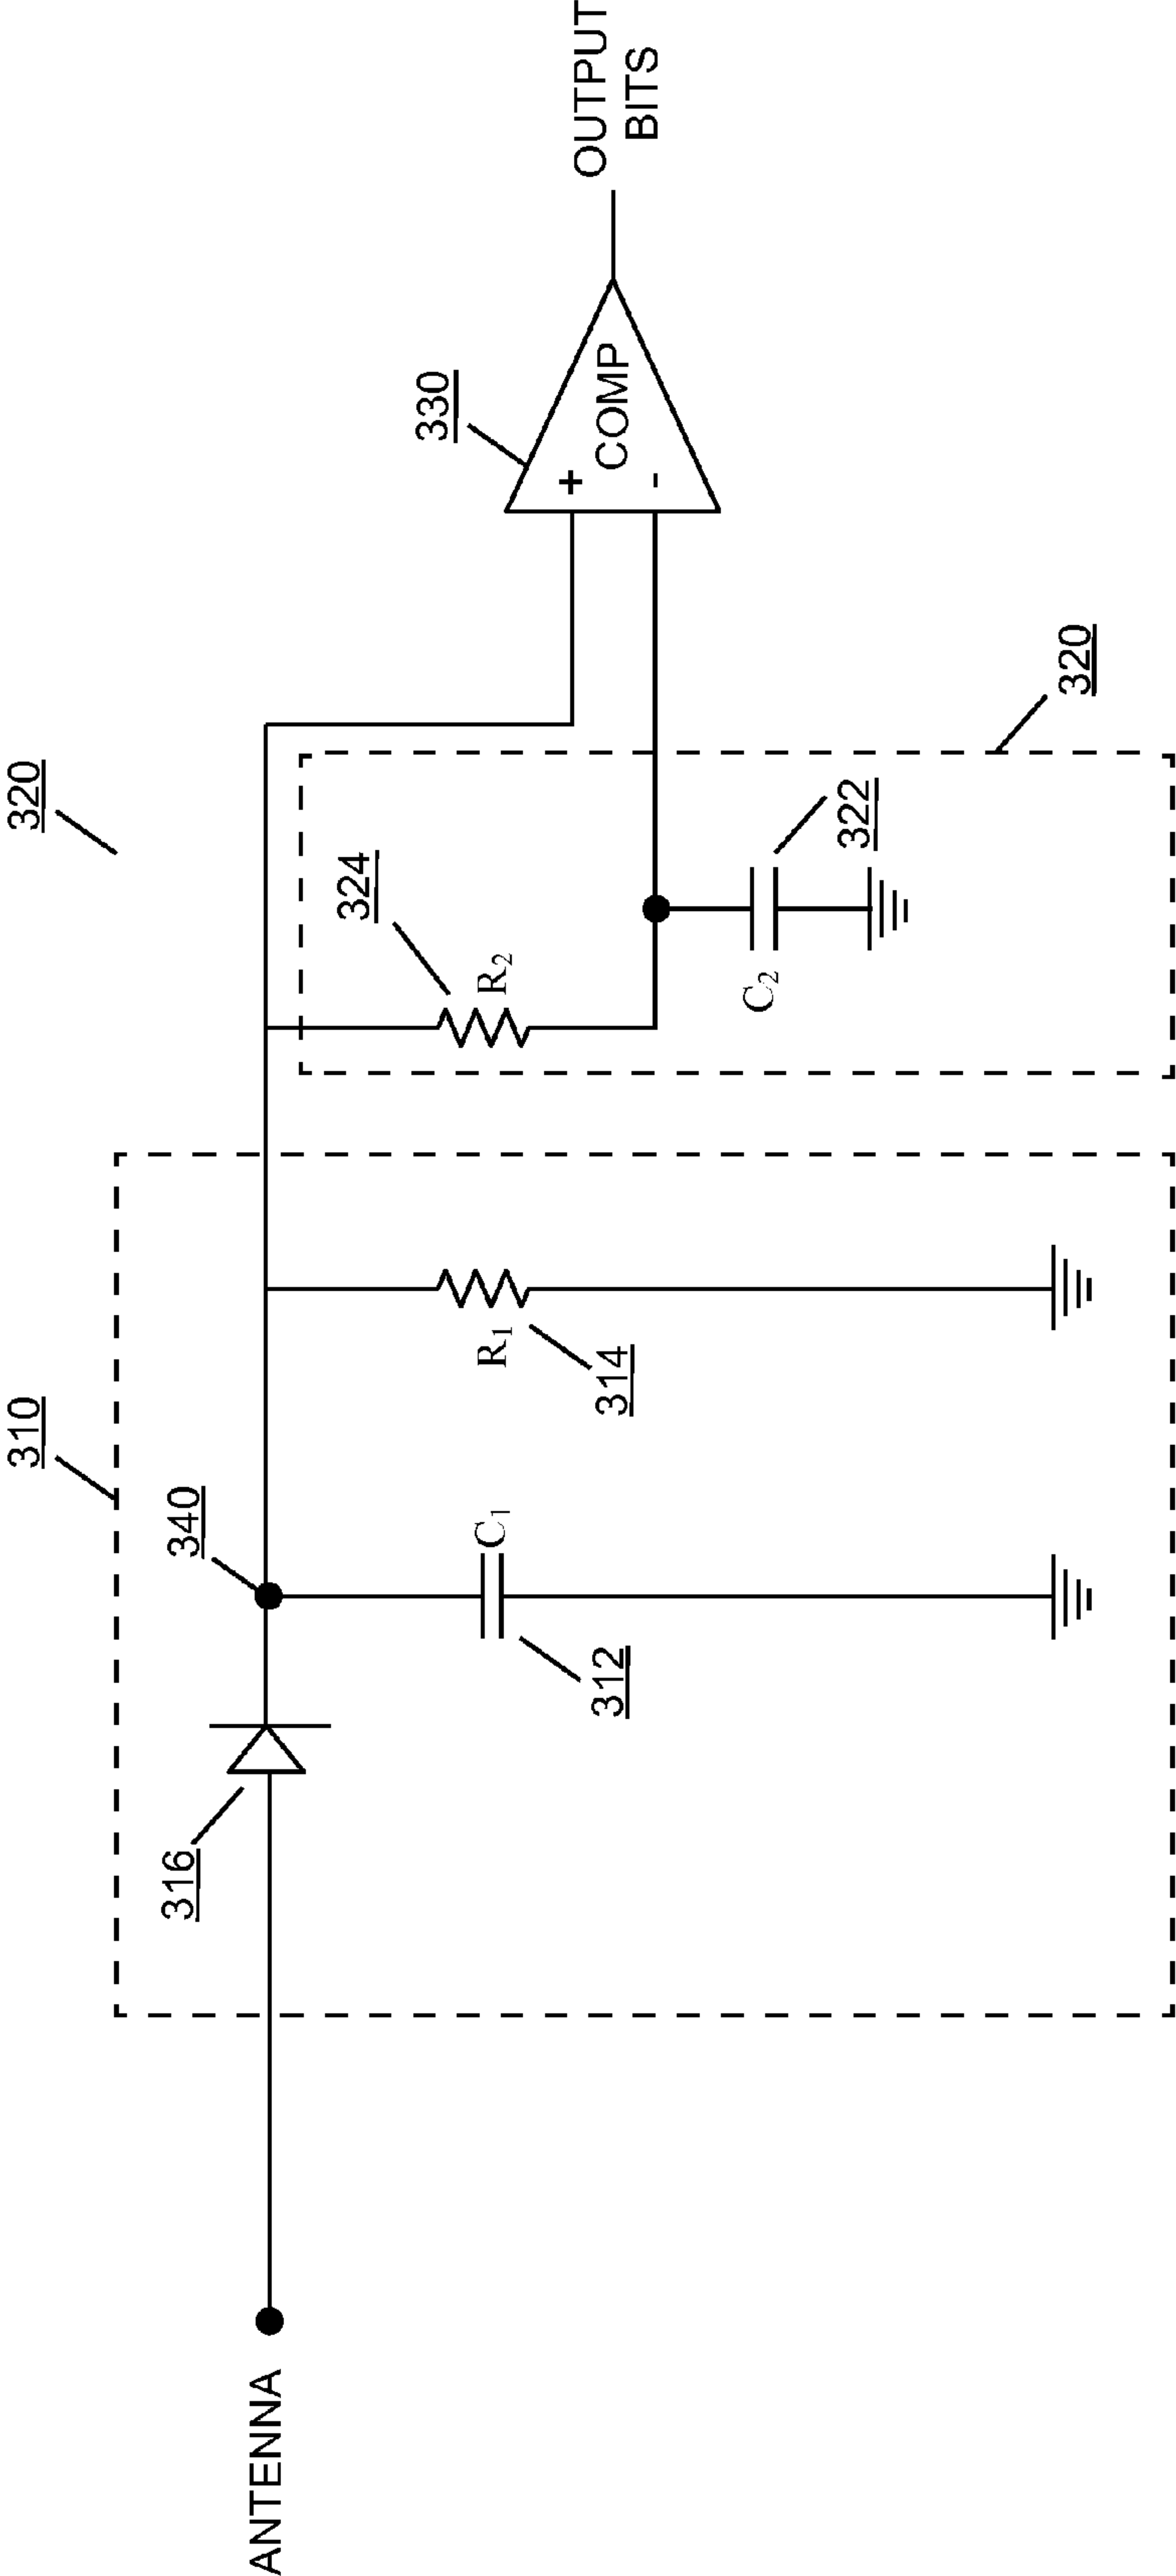 320
310
340
316
324
330
ANTENNA
C₁
312
R₁
314
R₂
C₂
322
320
+
-
COMP
OUTPUT
BITS